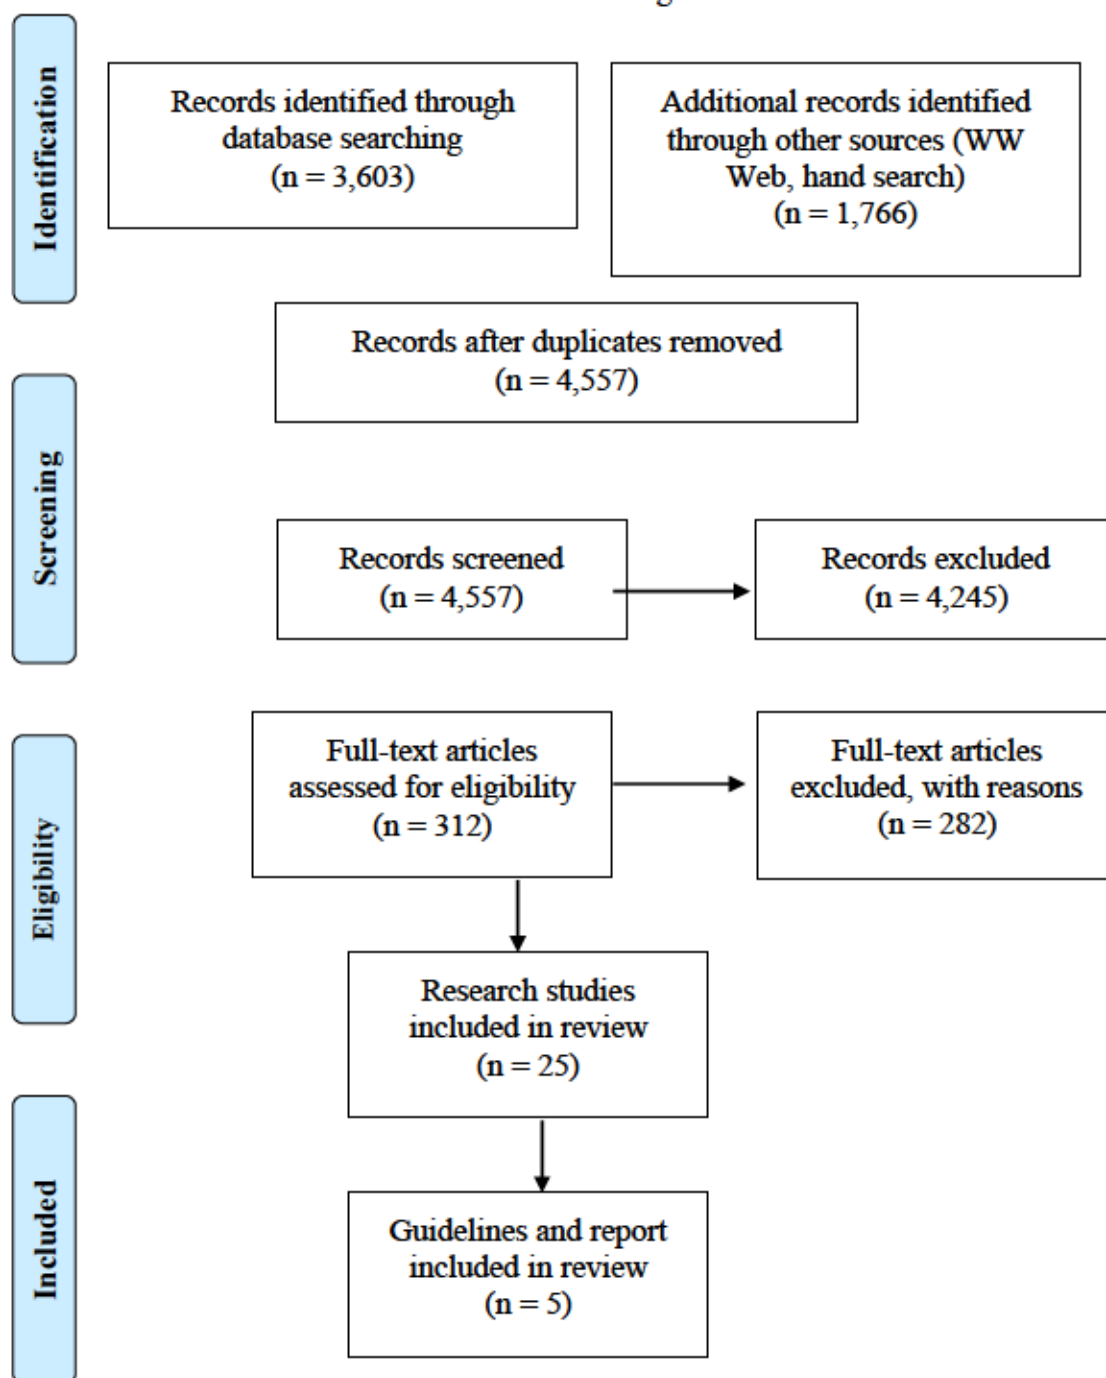 Identification
Records identified through
database searching
(n = 3,603)
Additional records identified
through other sources (WW
Web, hand search)
(n = 1,766)
Records after duplicates removed
(n = 4,557)
Screening
Records screened
(n = 4,557)
Records excluded
(n = 4,245)
Eligibility
Full-text articles
assessed for eligibility
(n = 312)
Full-text articles
excluded, with reasons
(n = 282)
Research studies
included in review
(n = 25)
Included
Guidelines and report
included in review
(n = 5)